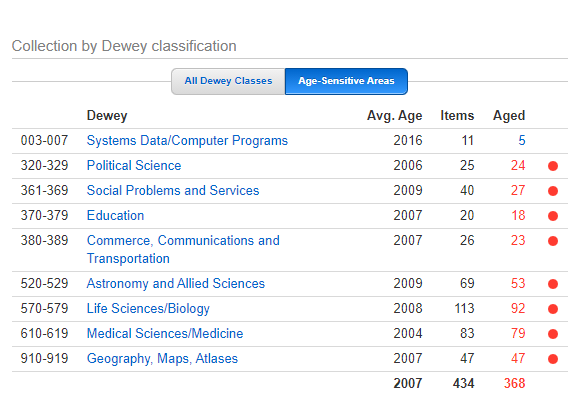 Collection by Dewey classification
All Dewey Classes Age-Sensitive Areas
Dewey Avg. Age Items Aged
003-007 Systems Data/Computer Programs 2016 11 5
320-329 Political Science 2006 25 24
361-369 Social Problems and Services 2009 40 27
370-379 Education 2007 20 18
380-389 Commerce, Communications and 2007 26 23
Transportation
520-529 Astronomy and Allied Sciences 2009 69 53
570-579 Life Sciences/Biology 2008 113 92
610-619 Medical Sciences/Medicine 2004 83 79
910-919 Geography, Maps, Atlases 2007 47 47
2007 434 368